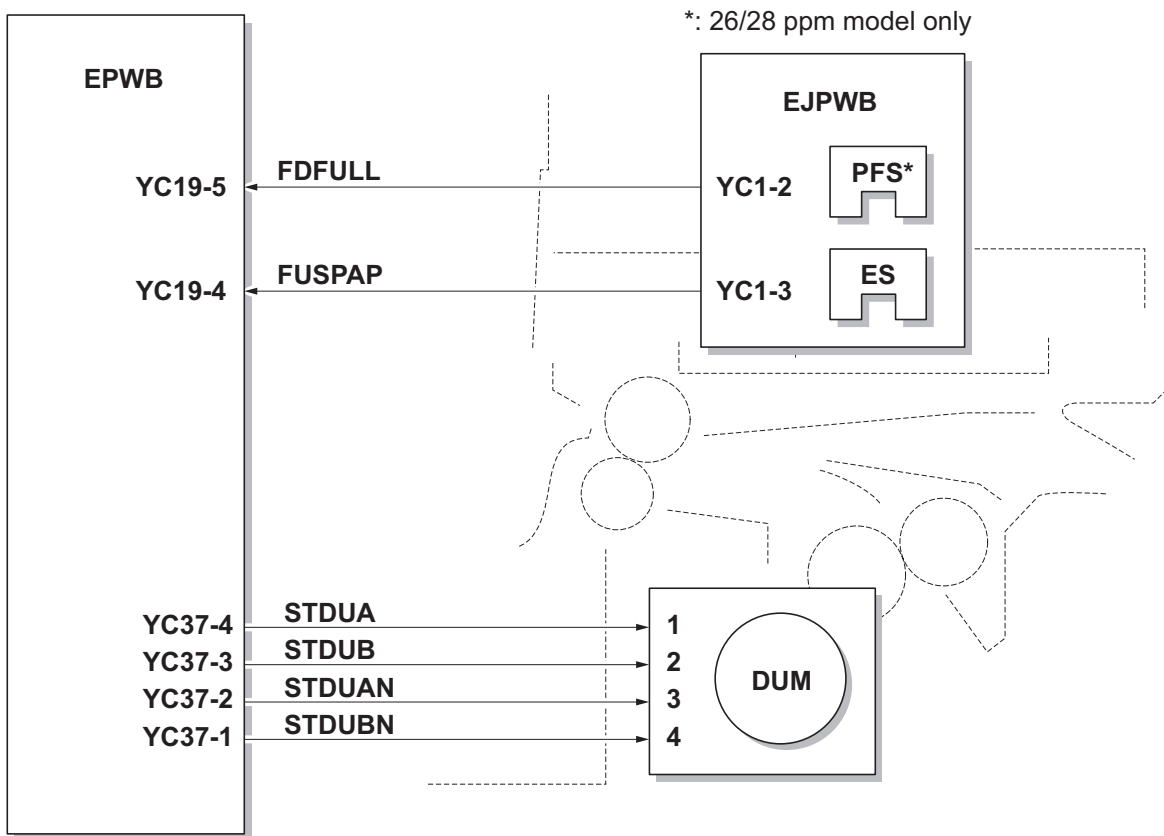 *: 26/28 ppm model only
EPWB
EJPWB
PFS*
YC19-5
FDFULL
YC1-2
ES
YC19-4
FUSPAP
YC1-3
YC37-4
STDUA
1
YC37-3
STDUB
2
DUM
YC37-2
STDUAN
3
YC37-1
STDUBN
4